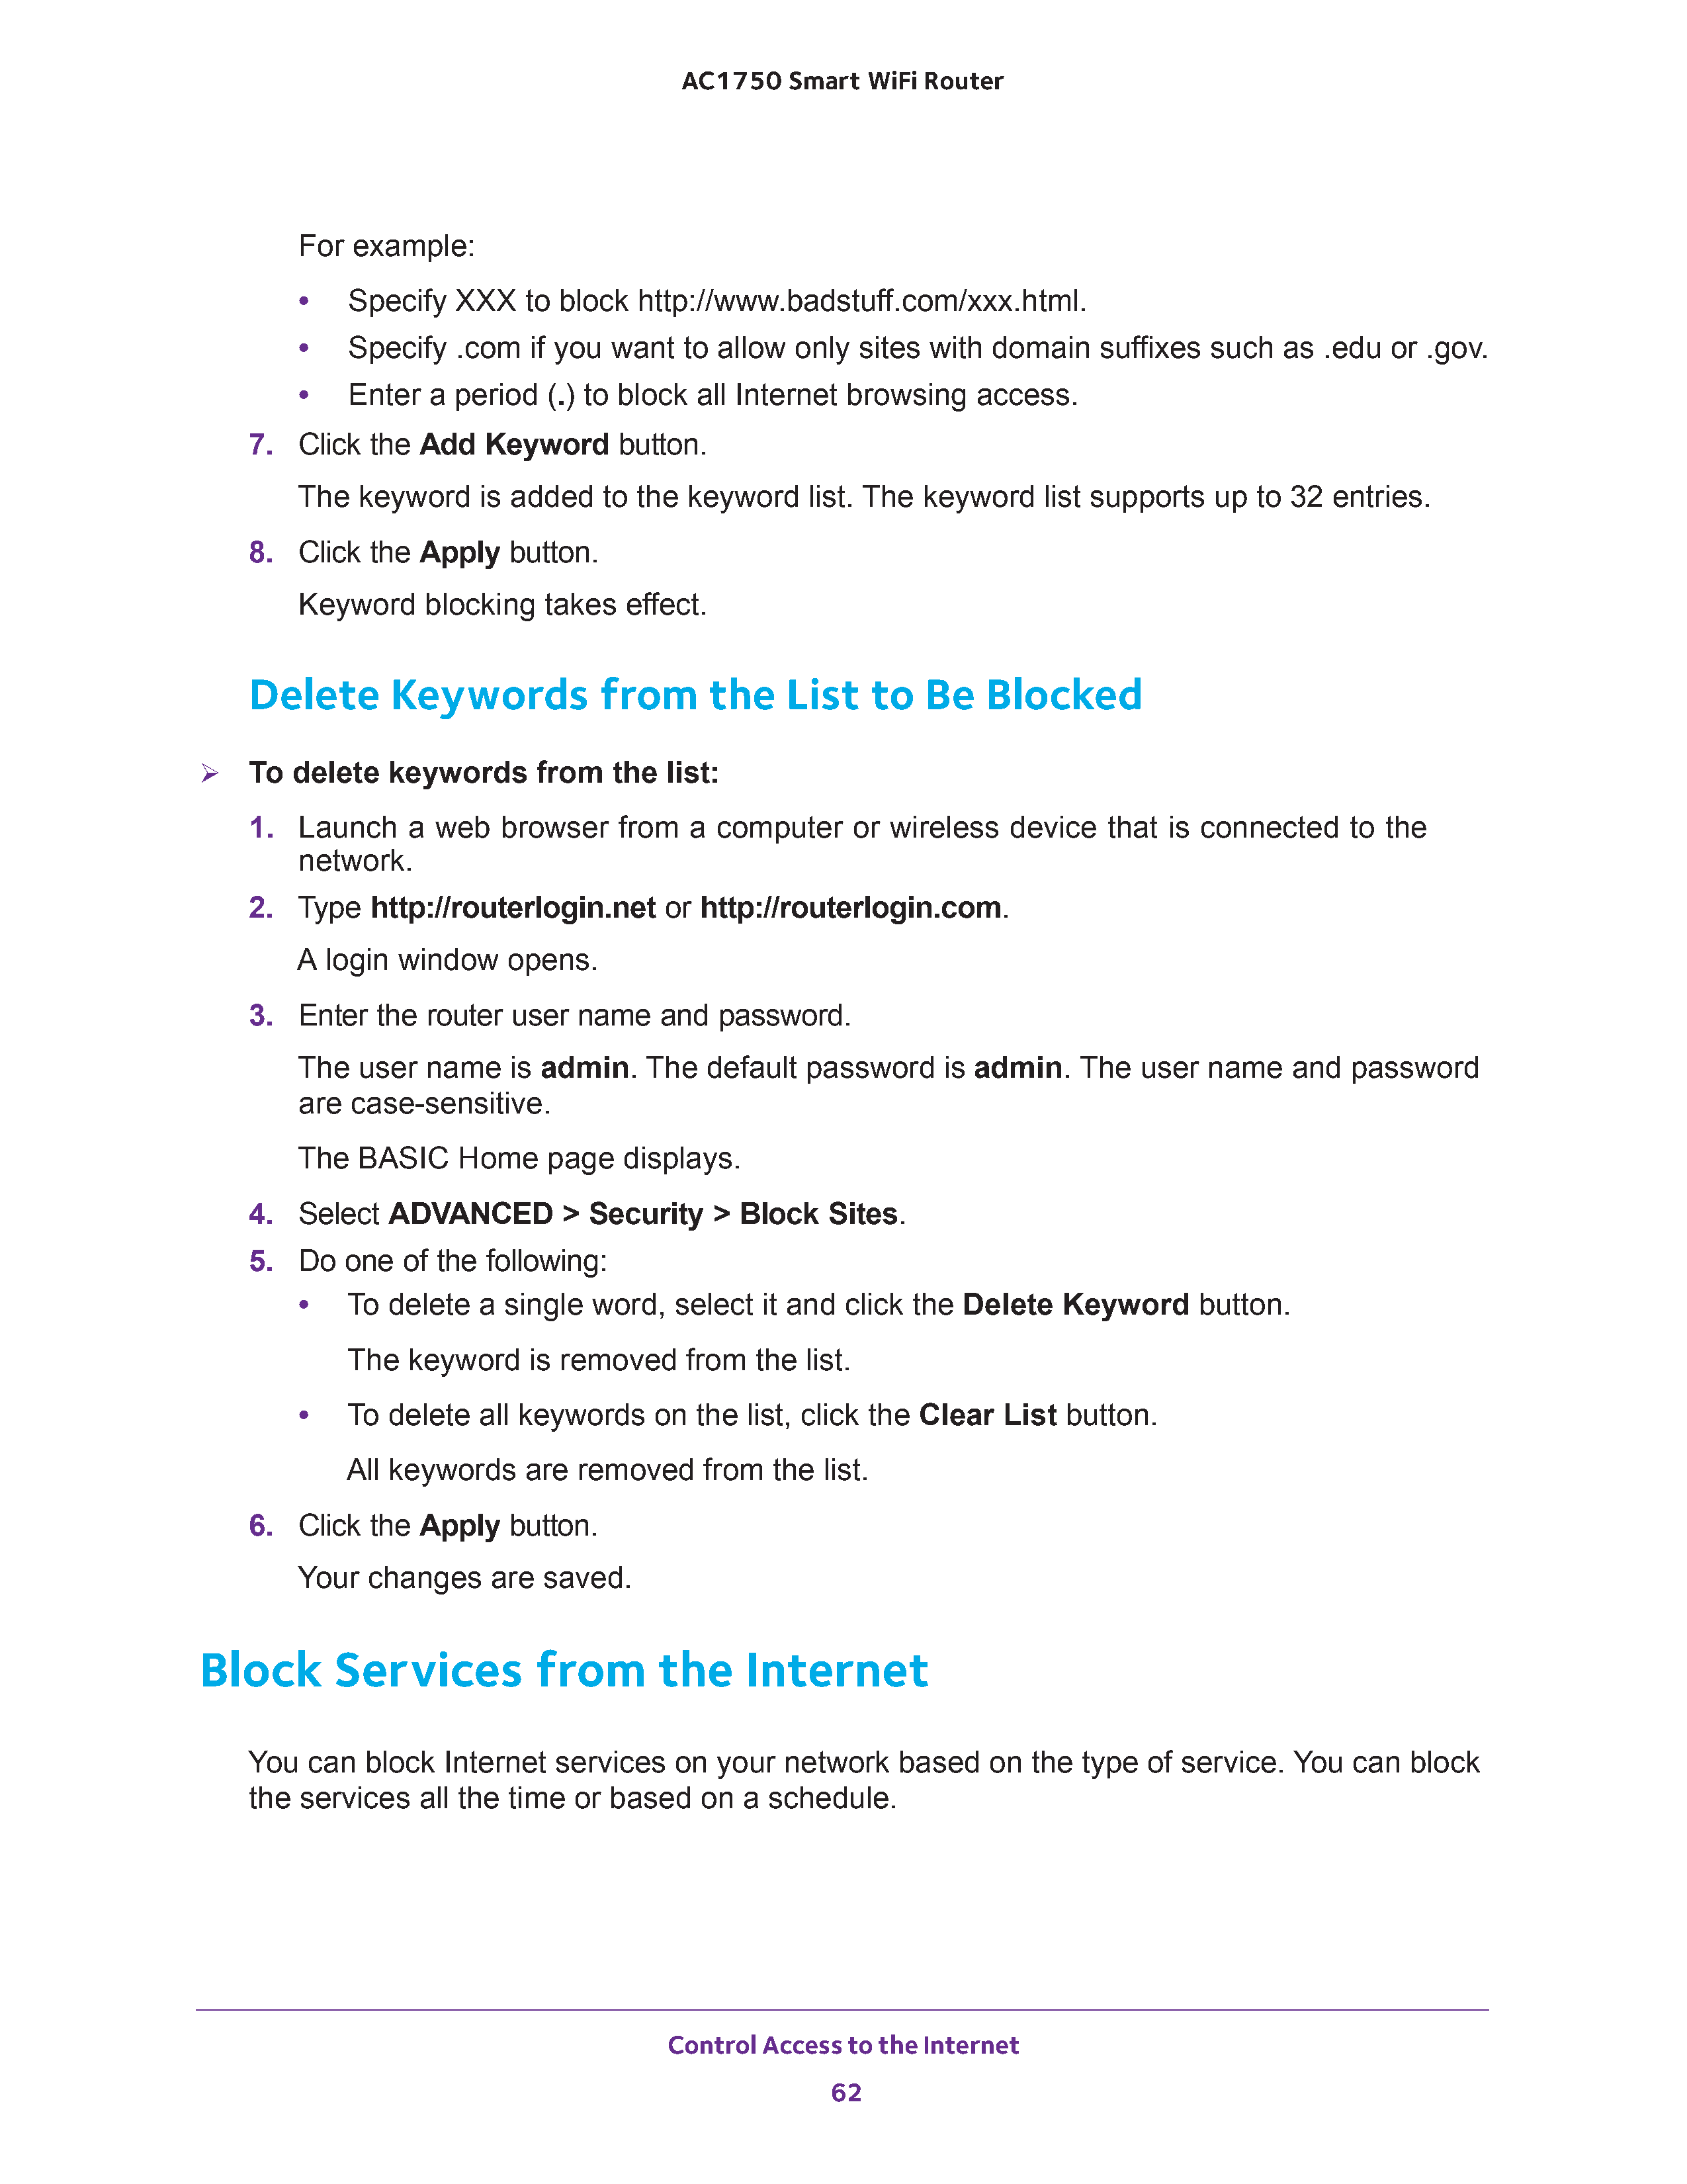 AC1750 Smart WiFi Router
For example:
• Specify XXX to block http://www.badstuff.com/xxx.html.
• Specify .com if you want to allow only sites with domain suffixes such as .edu or .gov.
• Enter a period (.) to block all Internet browsing access.
7. Click the Add Keyword button.
The keyword is added to the keyword list. The keyword list supports up to 32 entries.
8. Click the Apply button.
Keyword blocking takes effect.
Delete Keywords from the List to Be Blocked
➢ To delete keywords from the list:
1. Launch a web browser from a computer or wireless device that is connected to the
network.
2. Type http://routerlogin.net or http://routerlogin.com.
A login window opens.
3. Enter the router user name and password.
The user name is admin. The default password is admin. The user name and password
are case-sensitive.
The BASIC Home page displays.
4. Select ADVANCED > Security > Block Sites.
5. Do one of the following:
• To delete a single word, select it and click the Delete Keyword button.
The keyword is removed from the list.
• To delete all keywords on the list, click the Clear List button.
All keywords are removed from the list.
6. Click the Apply button.
Your changes are saved.
Block Services from the Internet
You can block Internet services on your network based on the type of service. You can block
the services all the time or based on a schedule.
Control Access to the Internet
62